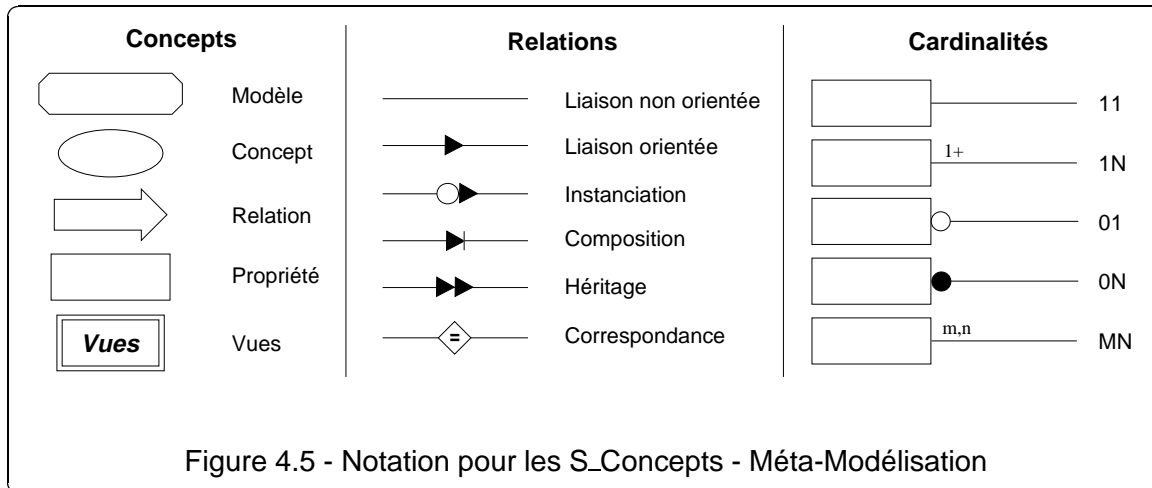 Concepts
Modèle
Concept
Relation
Propriété
Vues
Vues
Relations
Liaison non orientée
Liaison orientée
Instanciation
Composition
Héritage
=
Correspondance
Cardinalités
11
1+
1N
01
0N
m,n
MN
Figure 4.5 - Notation pour les S_Concepts - Méta-Modélisation